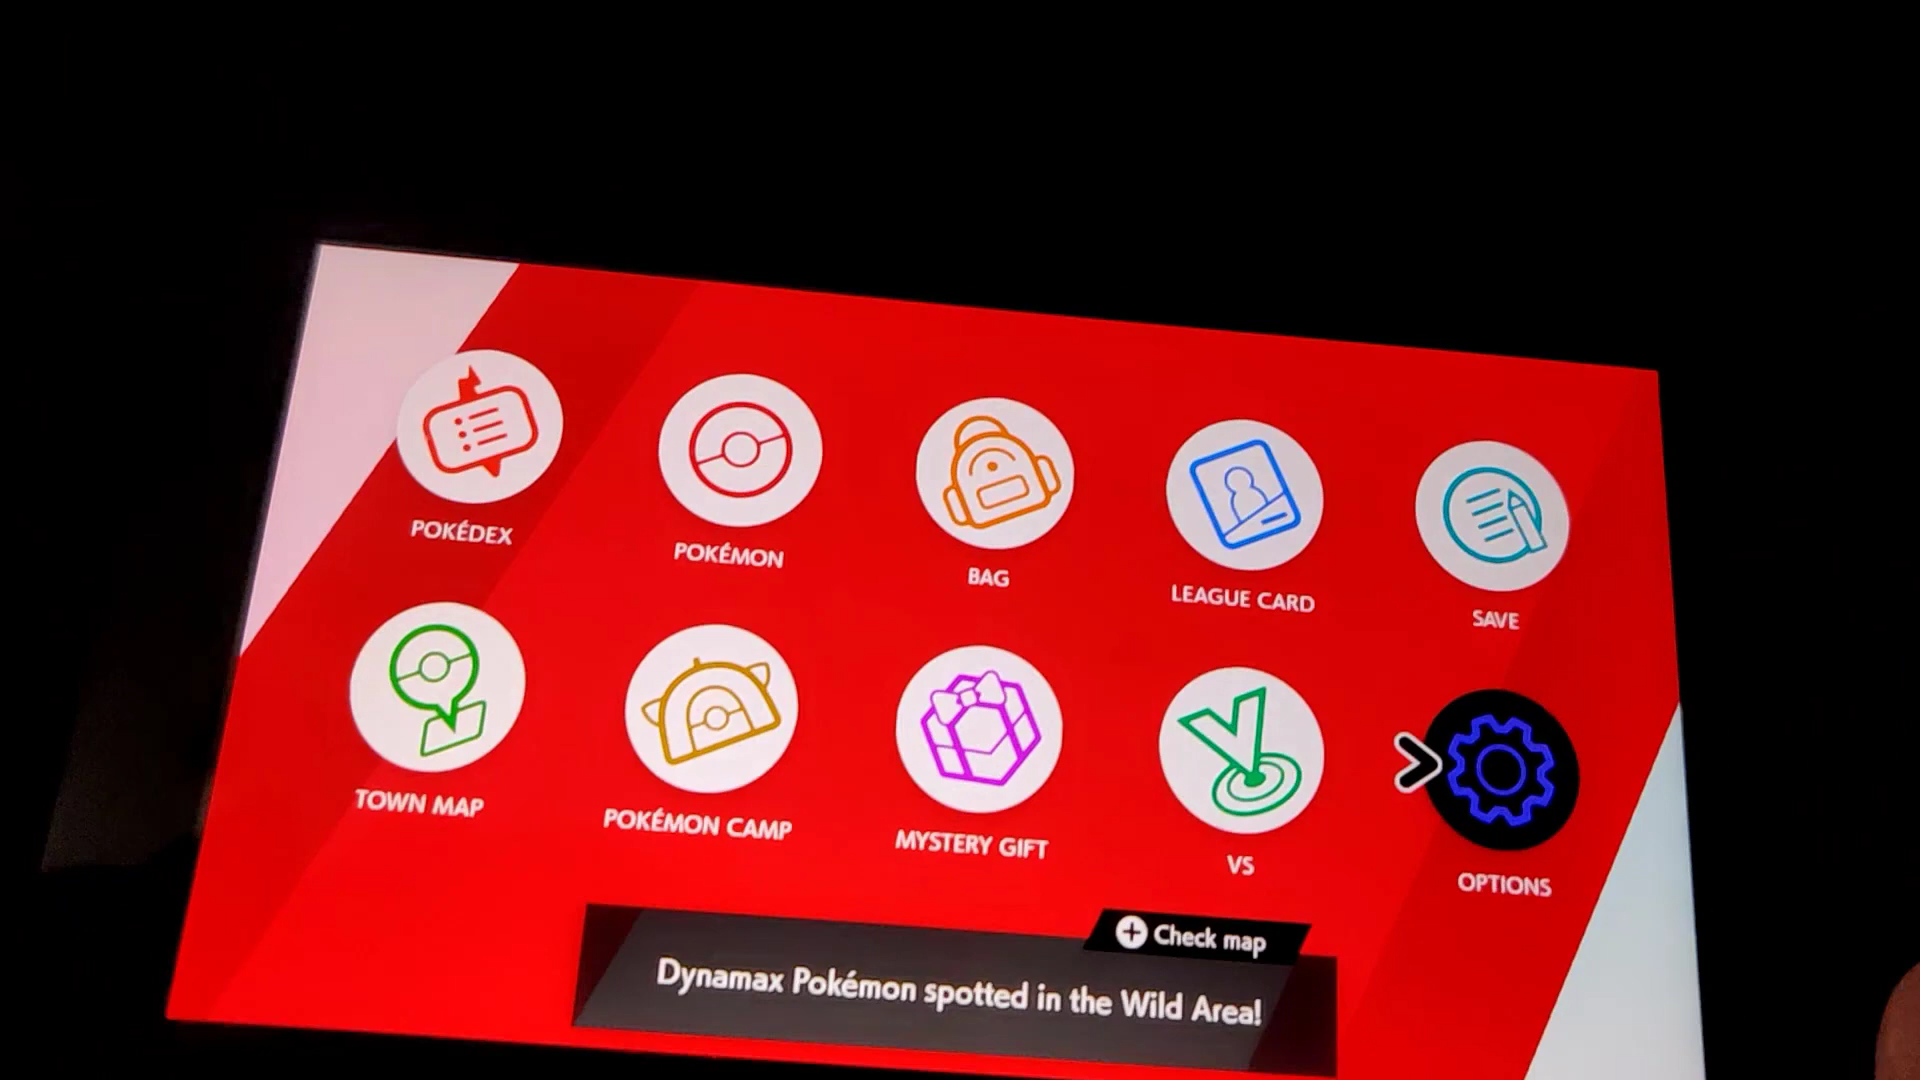 POKÉDEX
POKÉMON
BAG
LEAGUE CARD
SAVE
TOWN MAP
POKÉMON CAMP
MYSTERY GIFT
VS
OPTIONS
Check map
Dynamax Pokémon spotted in the Wild Area!